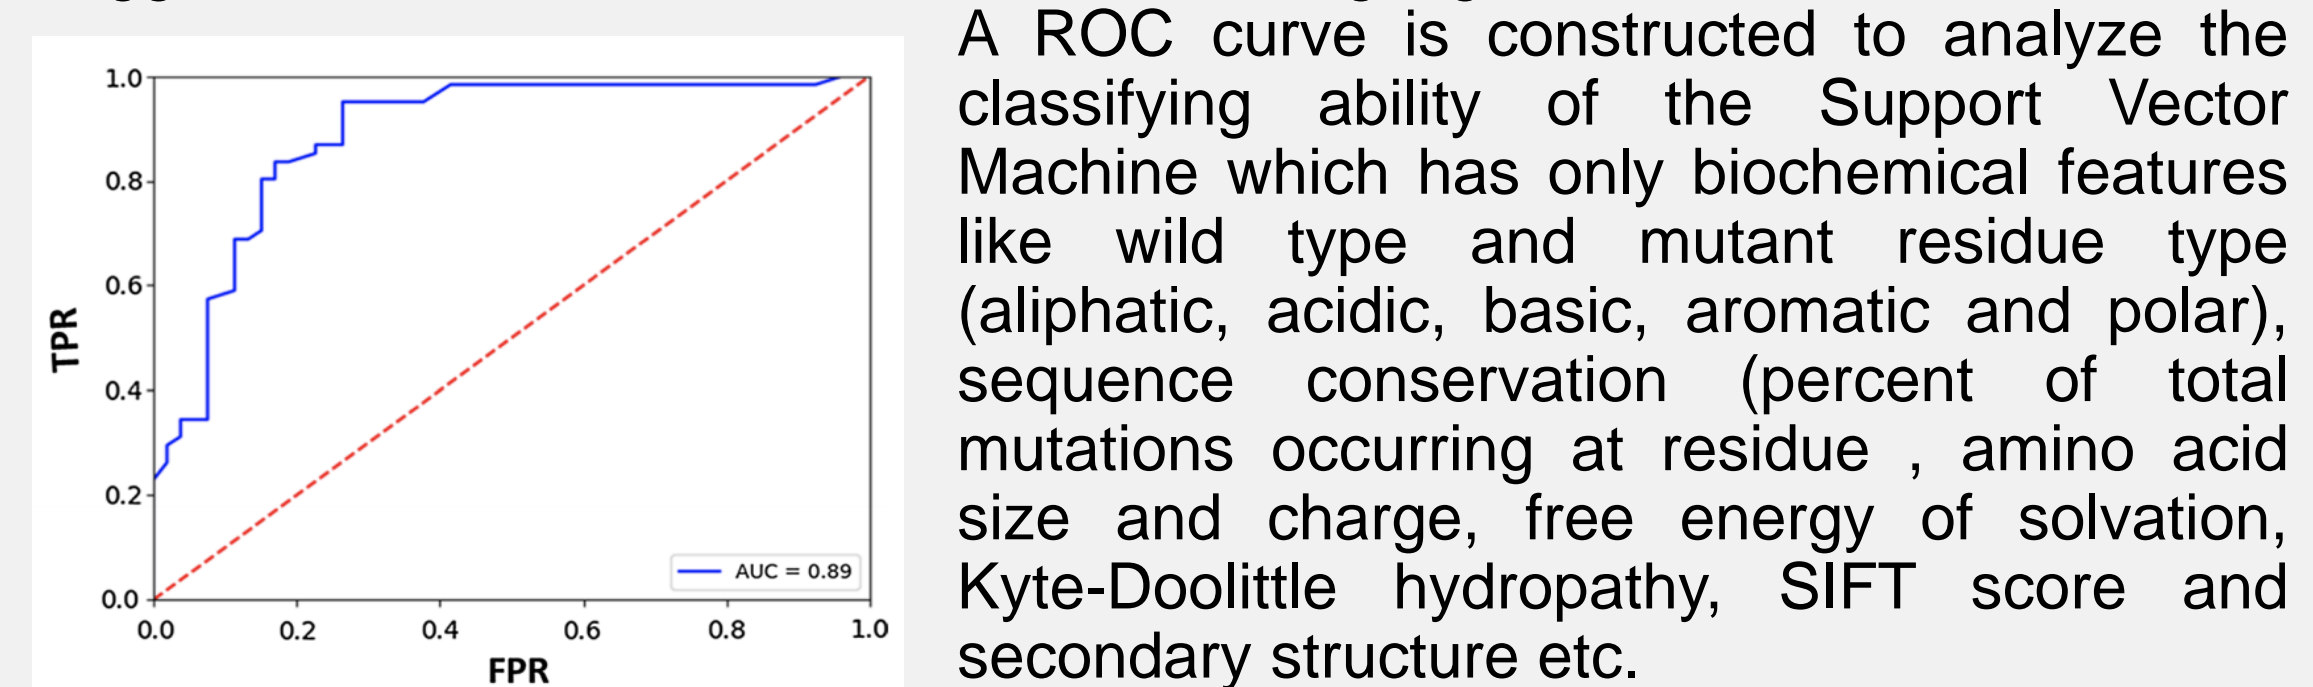 1.0
0.8
0.6
0.4
0.2
0.0
TPR
0.0 0.2 0.4 0.6 0.8 1.0
FPR
AUC = 0.89
A ROC curve is constructed to analyze the
classifying ability of the Support Vector
Machine which has only biochemical features
like wild type and mutant residue type
(aliphatic, acidic, basic, aromatic and polar),
sequence conservation (percent of total
mutations occurring at residue , amino acid
size and charge, free energy of solvation,
Kyte-Doolittle hydropathy, SIFT score and
secondary structure etc.